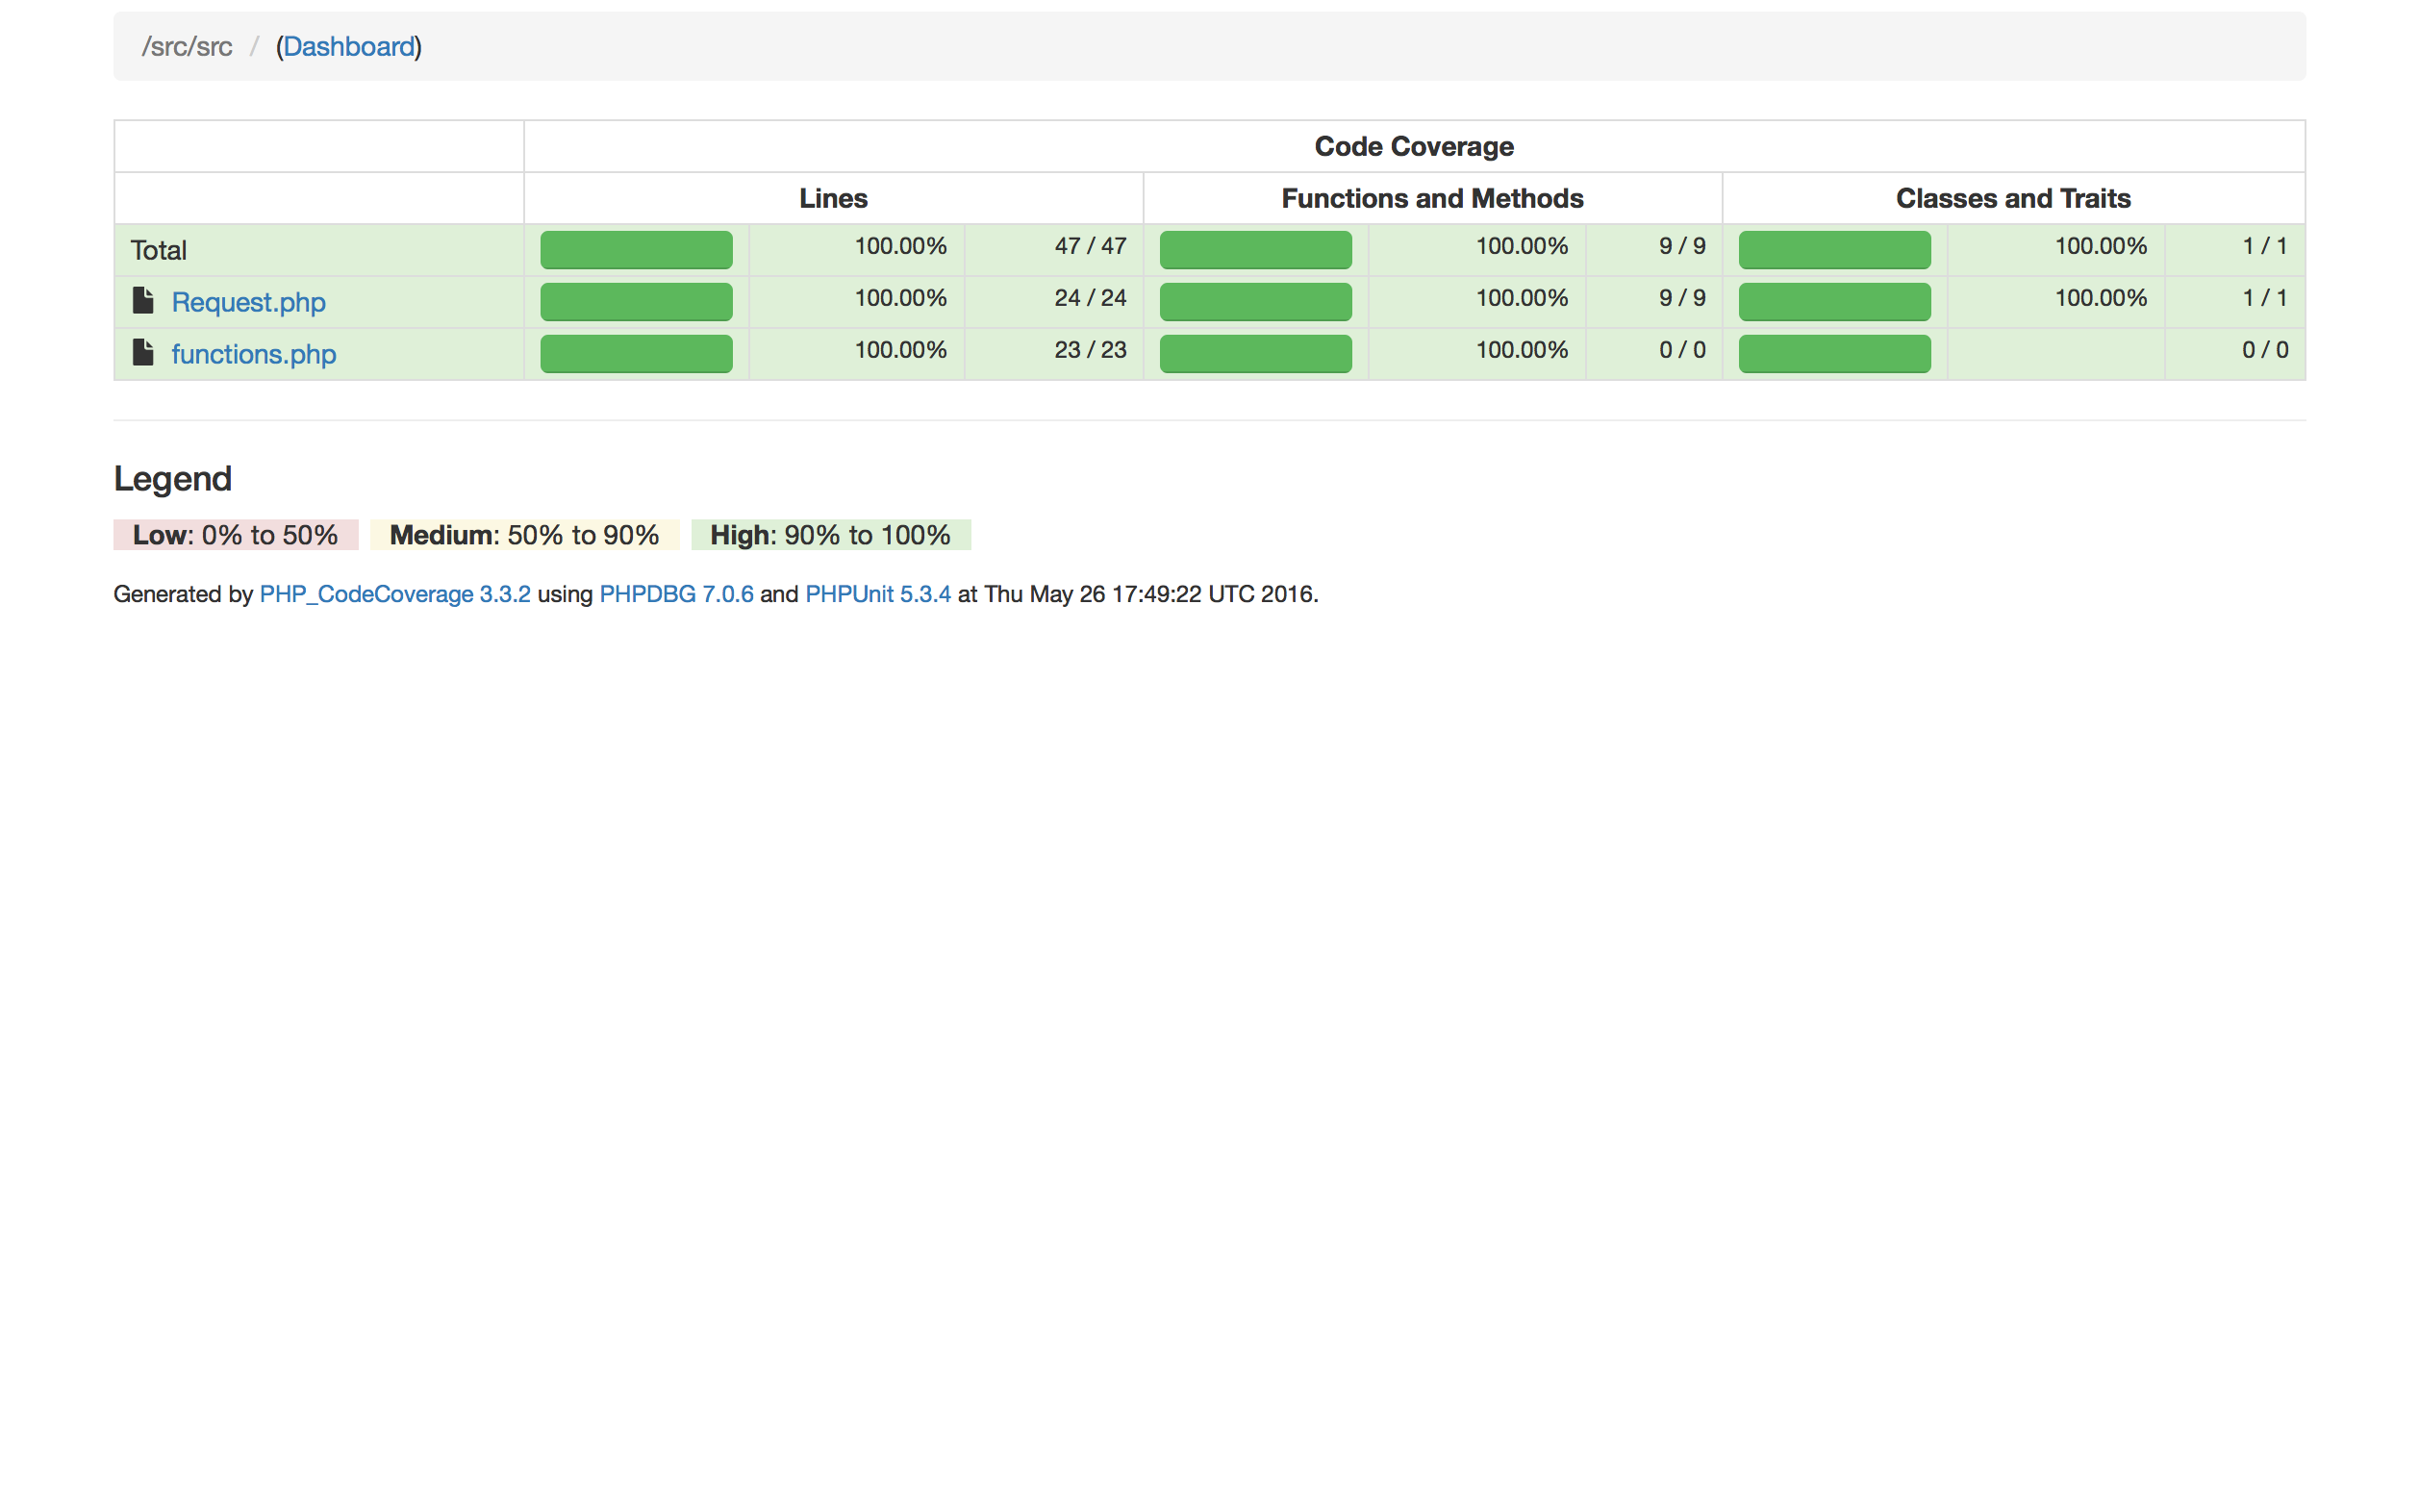 /src/src / (Dashboard)
Code Coverage
Lines Functions and Methods Classes and Traits
Total 100.00% 47 / 47 100.00% 9 / 9 100.00% 1 / 1
Request.php 100.00% 24 / 24 100.00% 9 / 9 100.00% 1 / 1
functions.php 100.00% 23 / 23 100.00% 0 / 0 0 / 0
Legend
Low: 0% to 50% Medium: 50% to 90% High: 90% to 100%
Generated by PHP_CodeCoverage 3.3.2 using PHPDBG 7.0.6 and PHPUnit 5.3.4 at Thu May 26 17:49:22 UTC 2016.